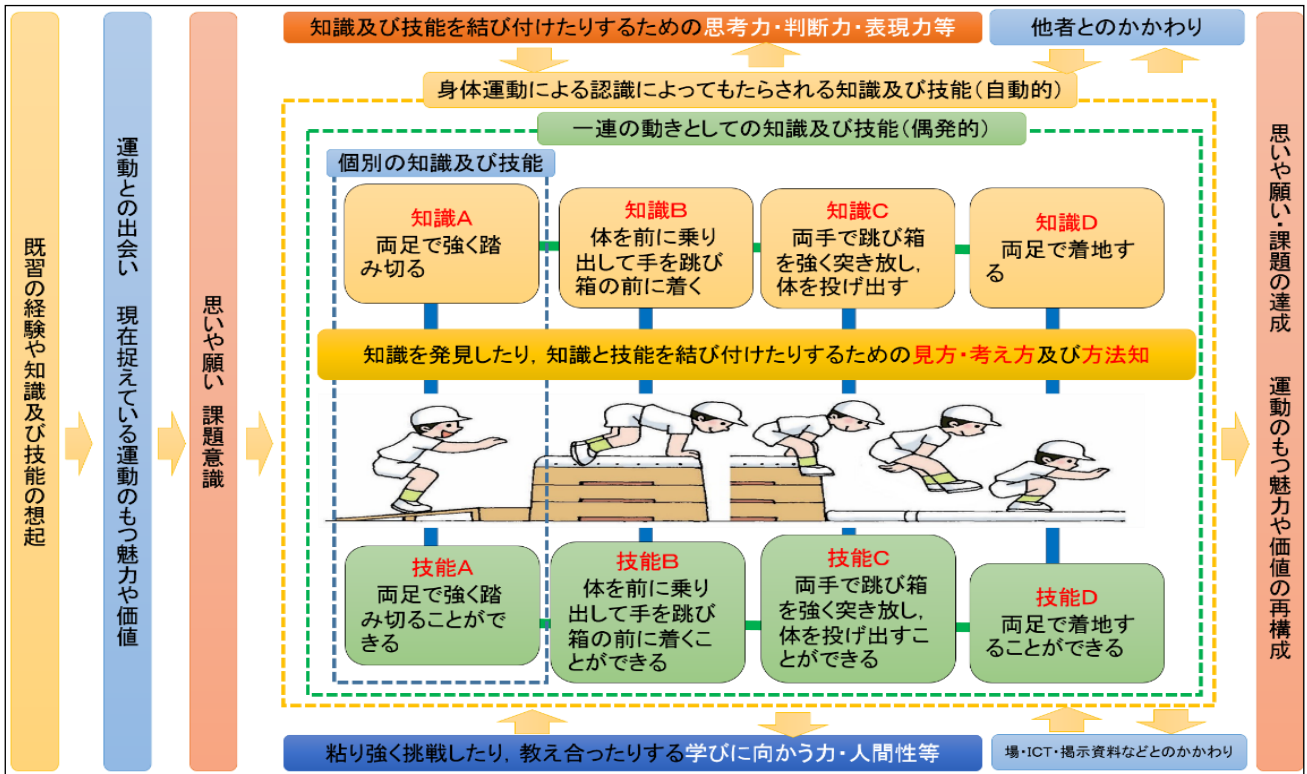 既習の経験や知識及び技能の想起
運動との出会い 現在捉えている運動のもつ魅力や価値
思いや願い 課題意識
知識及び技能を結び付けたりするための思考力・判断力・表現力等
他者とのかかわり
身体運動による認識によってもたらされる知識及び技能(自動的)
一連の動きとしての知識及び技能(偶発的)
個別の知識及び技能
知識A
両足で強く踏
み切る
知識B
体を前に乗り
出して手を跳び
箱の前に着く
知識C
両手で跳び箱
を強く突き放し,
体を投げ出す
知識D
両足で着地す
る
知識を発見したり,知識と技能を結び付けたりするための見方・考え方及び方法知
技能A
両足で強く踏
み切ることがで
きる
技能B
体を前に乗り
出して手を跳び
箱の前に着くこ
とができる
技能C
両手で跳び箱
を強く突き放し,
体を投げ出すこ
とができる
技能D
両足で着地す
ることができる
粘り強く挑戦したり,教え合ったりする学びに向かう力・人間性等
場・ICT・掲示資料などとのかかわり
思いや願い・課題の達成 運動のもつ魅力や価値の再構成